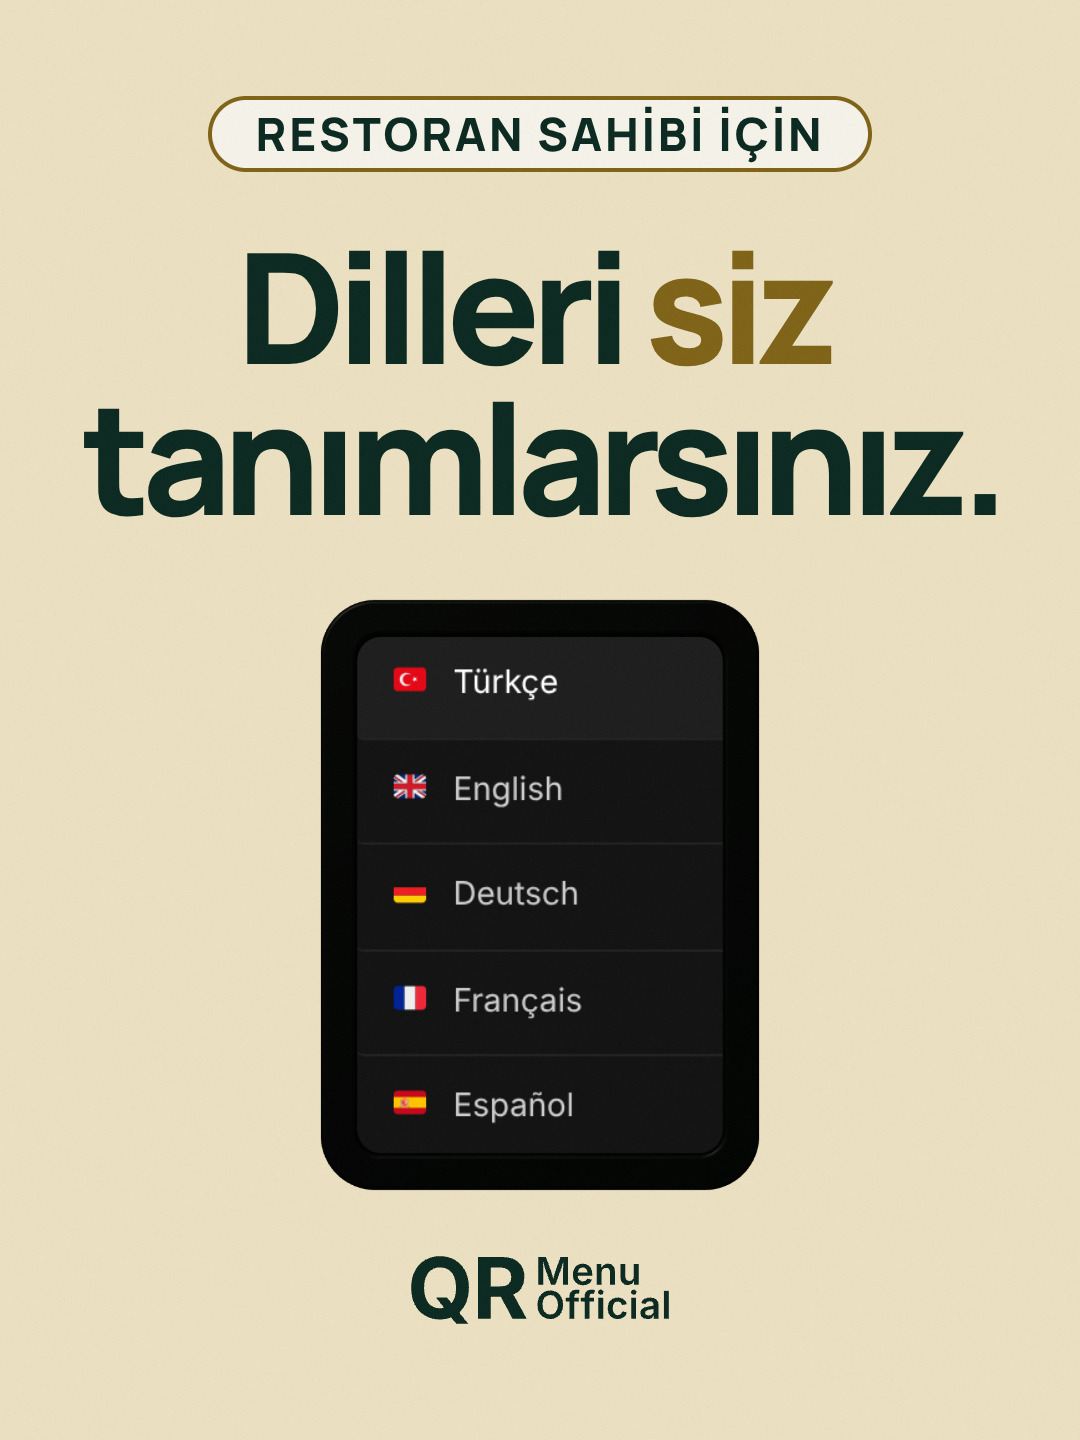 RESTORAN SAHİBİ İÇİN
Dilleri siz
tanımlarsınız.
Türkçe
English
Deutsch
Français
Español
QR Menu
Official